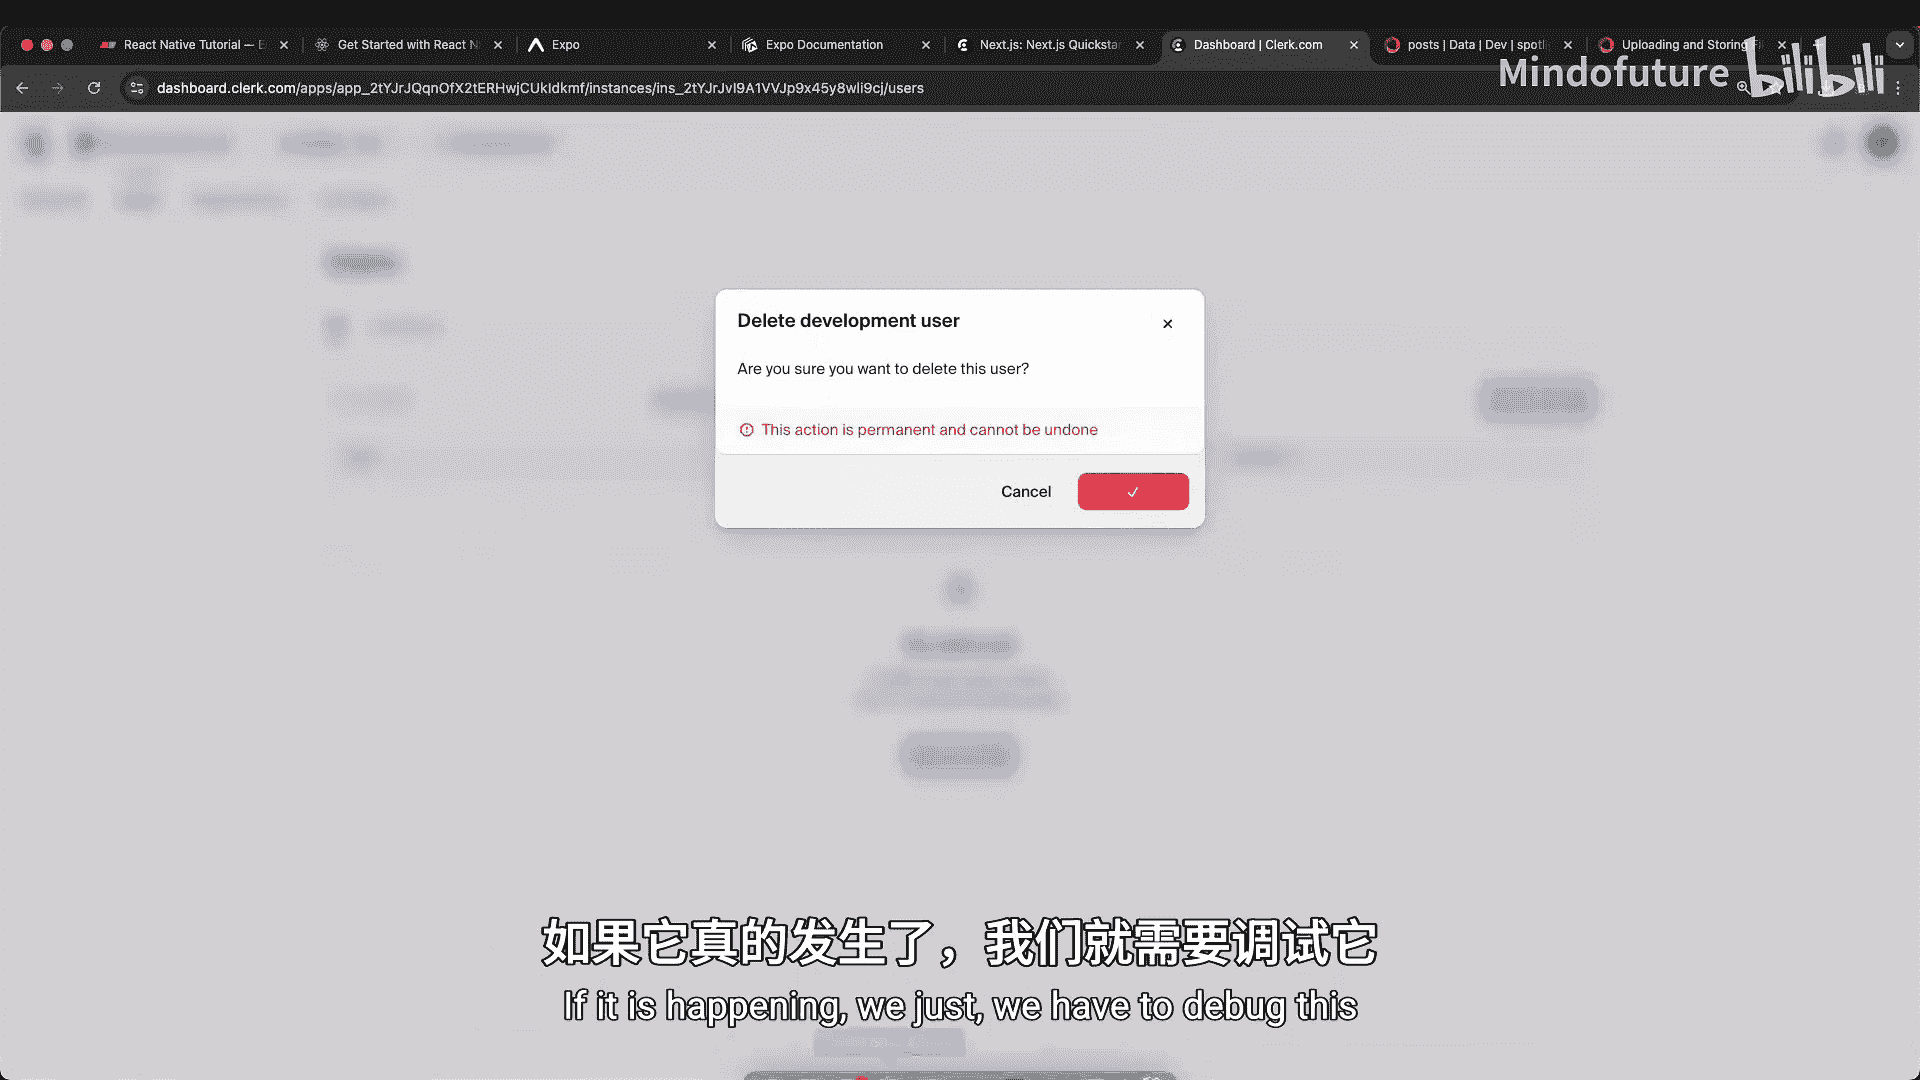 React Native Tutorial —
Get Started with React N
Expo
Expo Documentation
Next.js: Next.js Quicksta
Dashboard | Clerk.com
posts | Data | Dev | spotl
Uploading and Storing Fi
Mindofuture bilibili
dashboard.clerk.com/apps/app_2tYJrJQqnOfX2tERHwjCUkIdkmf/instances/ins_2tYJrJvI9A1VVJp9x45y8wli9cj/users
Delete development user
Are you sure you want to delete this user?
This action is permanent and cannot be undone
Cancel
如果它真的发生了，我们就需要调试它
If it is happening, we just, we have to debug this